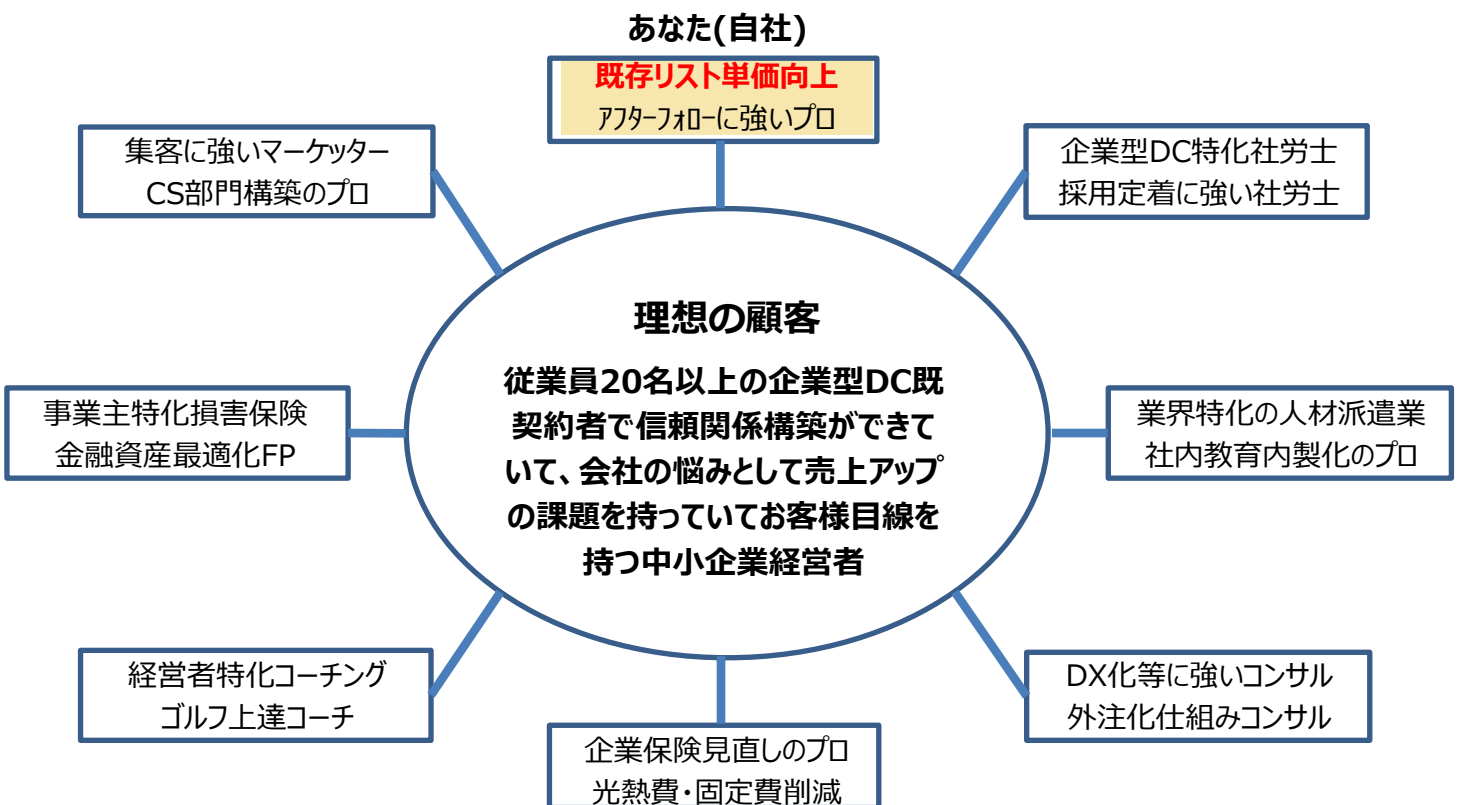 あなた(自社)
既存リスト単価向上
ｱﾌﾀｰﾌｫﾛｰに強いプロ
集客に強いマーケッター
CS部門構築のプロ
企業型DC特化社労士
採用定着に強い社労士
理想の顧客
従業員20名以上の企業型DC既
契約者で信頼関係構築ができて
いて、会社の悩みとして売上アップ
の課題を持っていてお客様目線を
持つ中小企業経営者
事業主特化損害保険
金融資産最適化FP
業界特化の人材派遣業
社内教育内製化のプロ
経営者特化コーチング
ゴルフ上達コーチ
DX化等に強いコンサル
外注化仕組みコンサル
企業保険見直しのプロ
光熱費・固定費削減